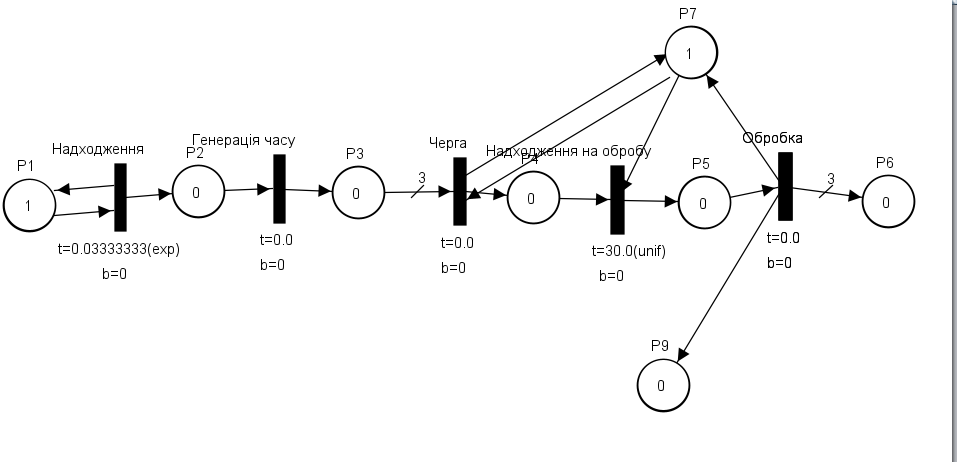 P7
1
Надходження
Генерація часу
Черга
Надходження на обробу
Обробка
P1
P2
P3
P4
P5
P6
1
0
0
3
0
0
3
0
t=0.03333333(exp)
b=0
t=0.0
b=0
t=0.0
b=0
t=30.0(unif)
b=0
t=0.0
b=0
P9
0